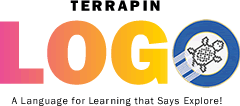 TERRAPIN
LOGO
A Language for Learning that Says Explore!